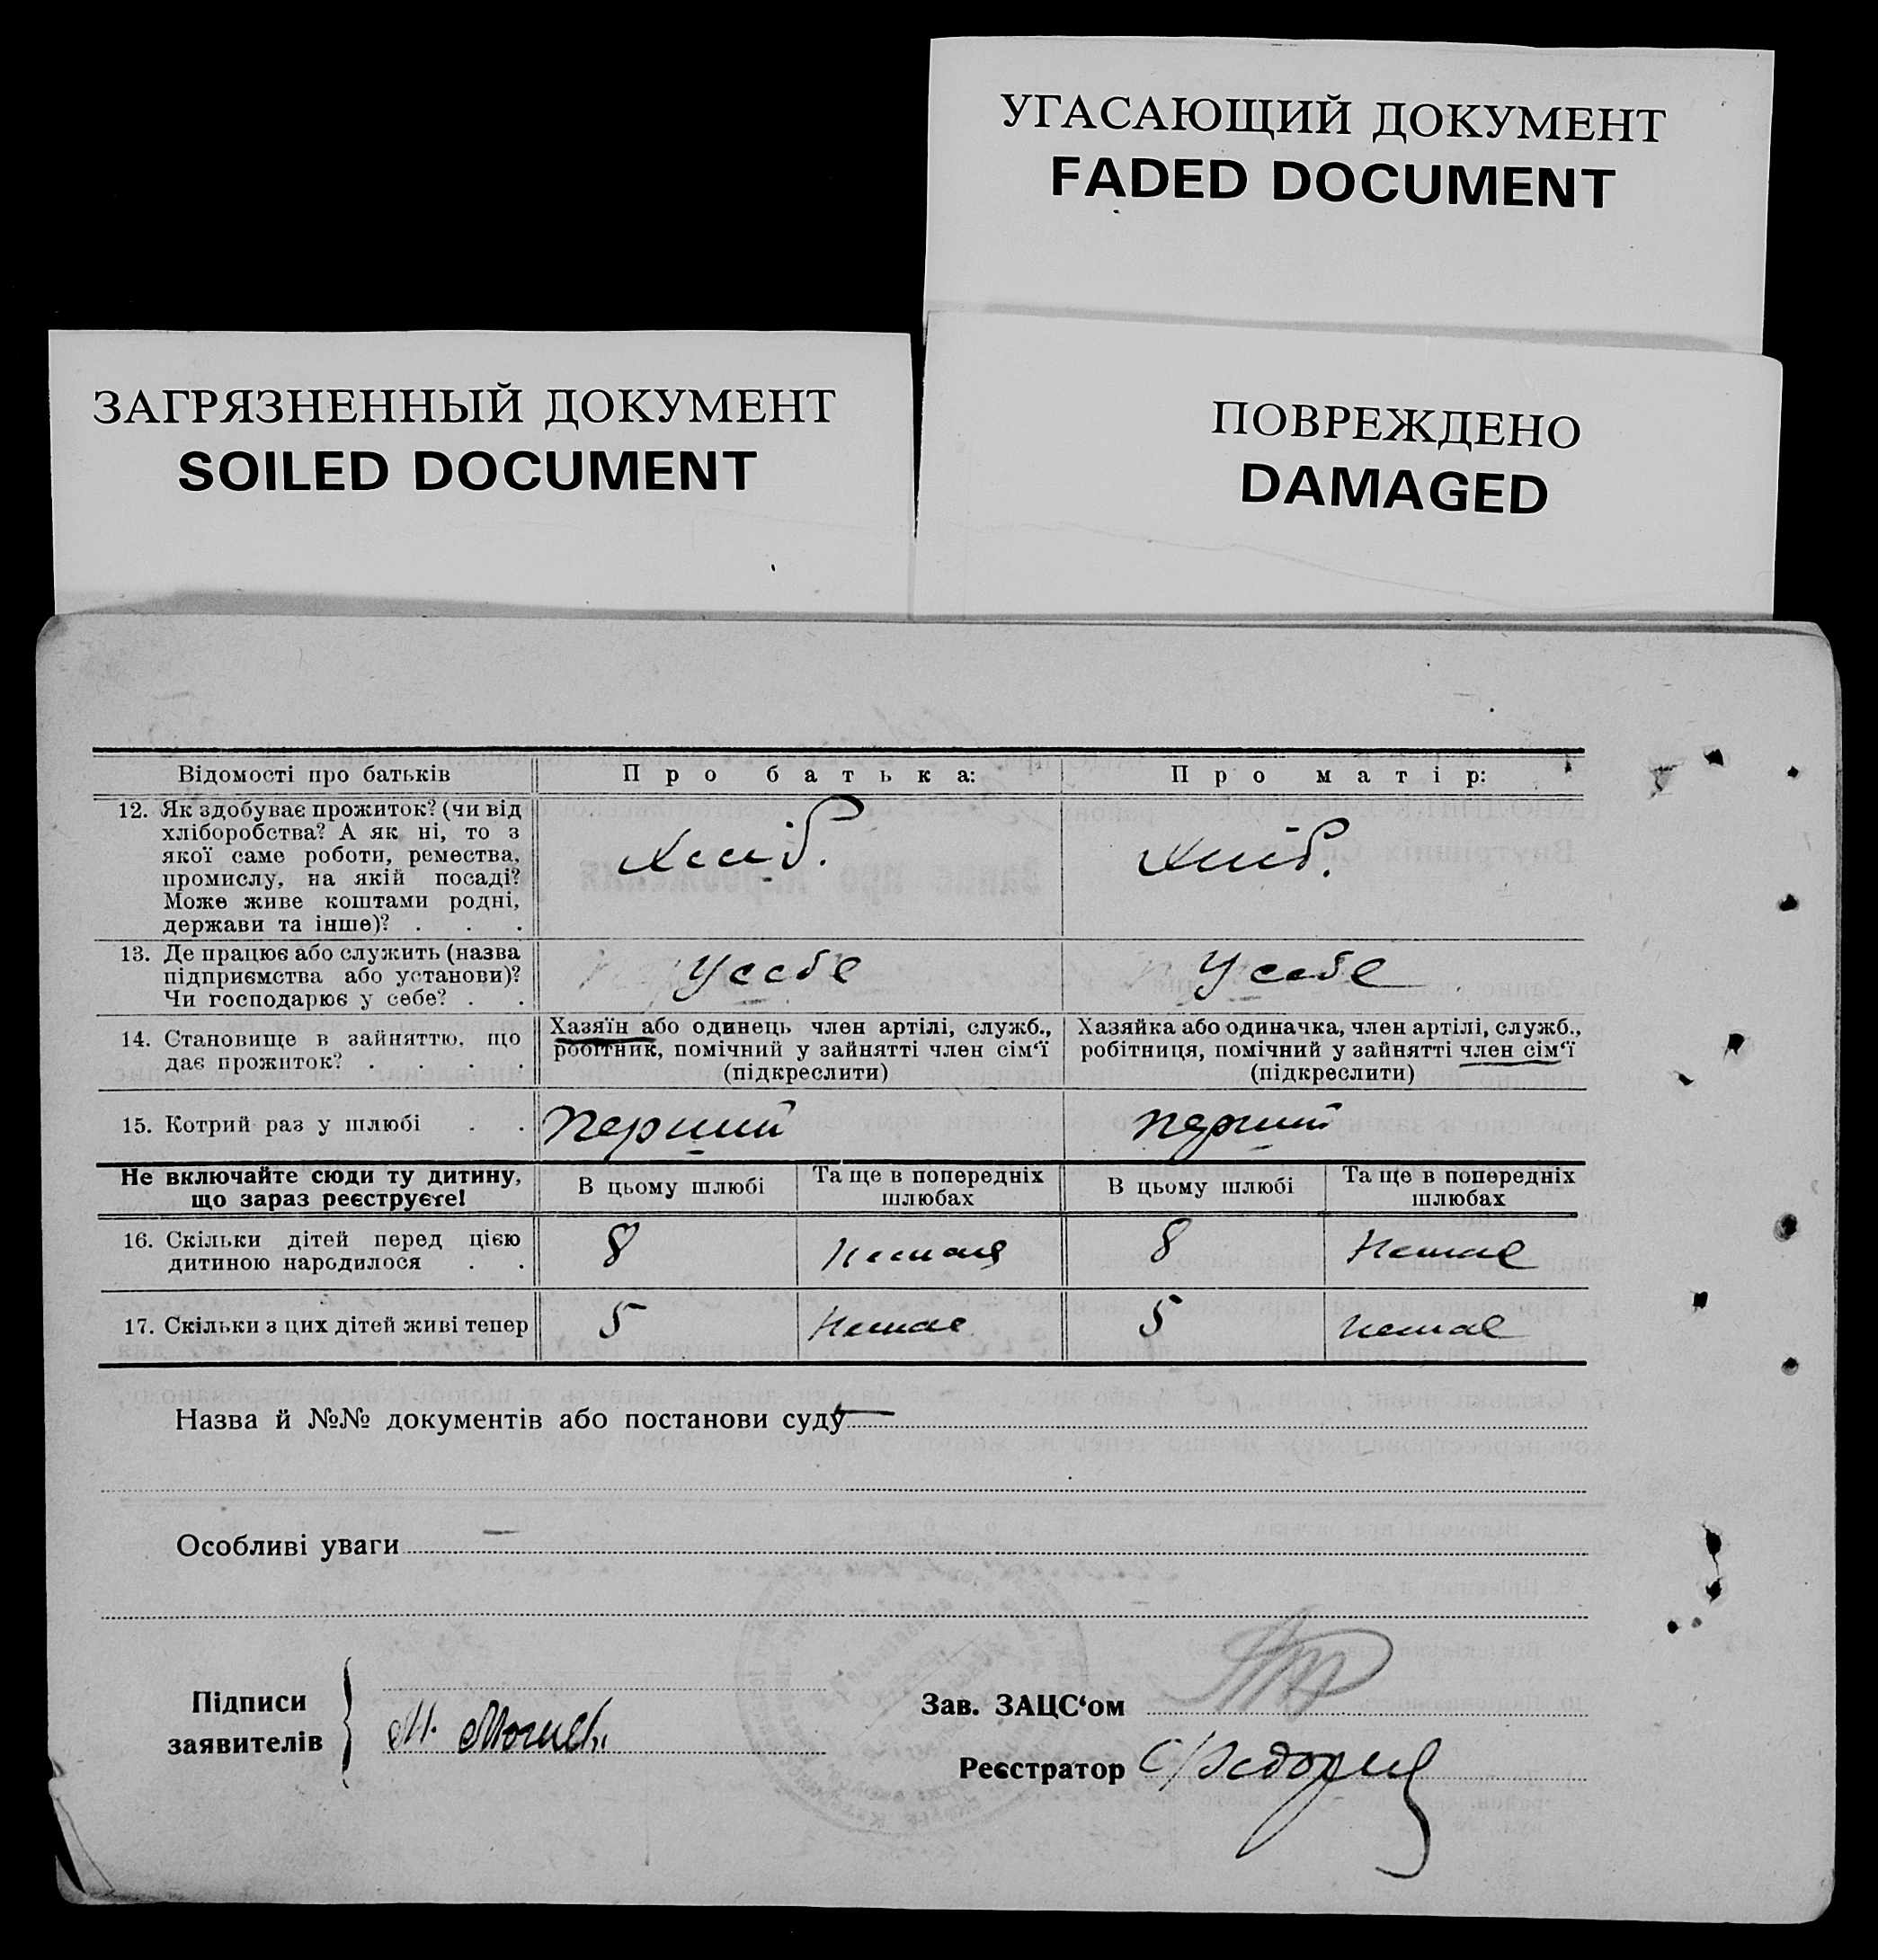 УГАСАЮЩИЙ ДОКУМЕНТ
FADED DOCUMENT
ЗАГРЯЗНЕННЫЙ ДОКУМЕНТ
SOILED DOCUMENT
ПОВРЕЖДЕНО
DAMAGED
Відомості про батьків
Про батька:
Про матір:
12. Як здобуває прожиток? (чи від
хліборобства? А як ні, то з
якої саме роботи, ремества,
промислу, на якій посаді?
Може живе коштами родні,
держави та інше)? . . .
Хліб.
Хліб.
13. Де працює або служить (назва
підприємства або установи)?
Чи господарює у себе? . .
У себе
У себе
14. Становище в зайняттю, що
дає прожиток? . . . .
Хазяїн або одинець член артілі, служб.,
робітник, помічний у зайнятті член сім‘ї
(підкреслити)
Хазяйка або одиначка, член артілі, служб.,
робітниця, помічний у зайнятті член сім‘ї
(підкреслити)
15. Котрий раз у шлюбі . .
Перший
перший
Не включайте сюди ту дитину,
що зараз реєструєте!
В цьому шлюбі
Та ще в попередніх
шлюбах
В цьому шлюбі
Та ще в попередніх
шлюбах
16. Скільки дітей перед цією
дитиною народилося . .
8
Немає
8
Немає
17. Скільки з цих дітей живі тепер
5
Немає
5
Немає
Назва й №№ документів або постанови суду —
Особливі уваги —
Підписи
заявителів
М.
Зав. ЗАЦС‘ом
Реєстратор